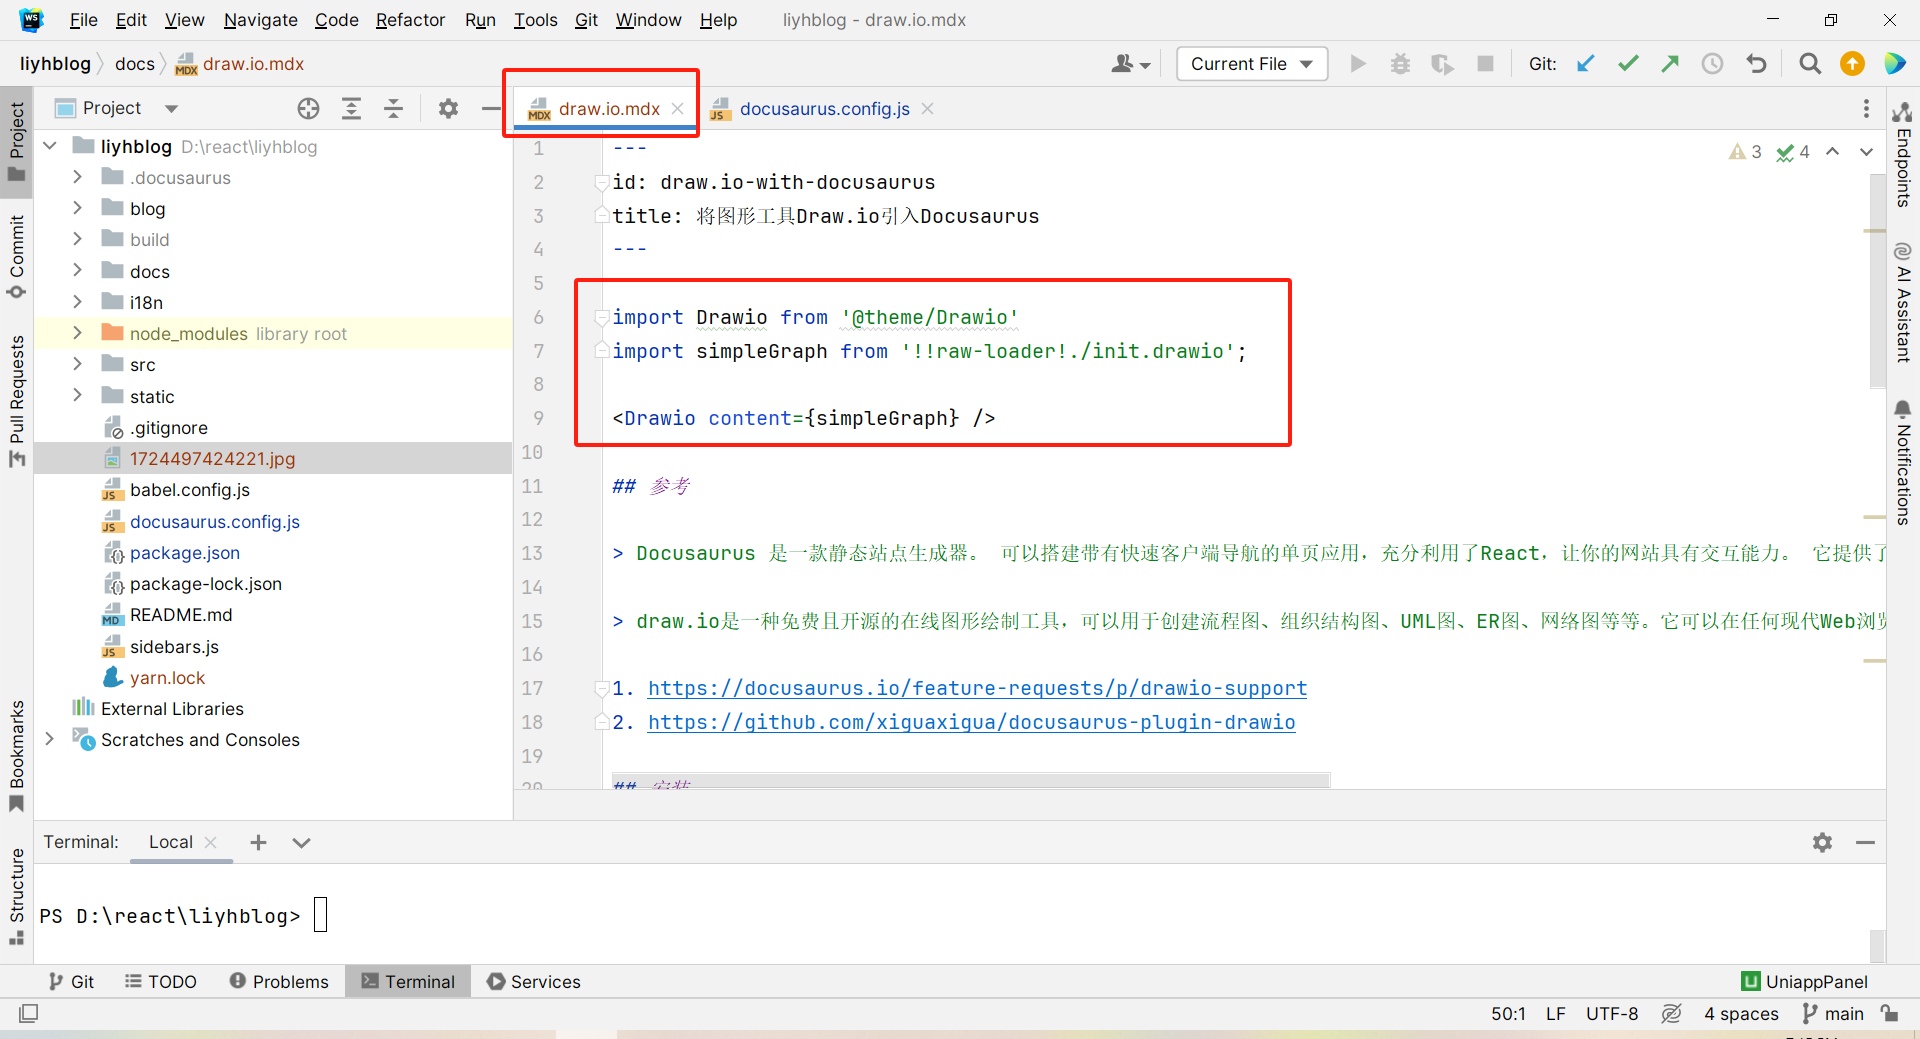 WS File Edit View Navigate Code Refactor Run Tools Git Window Help liyhblog - draw.io.mdx
liyhblog docs MDX draw.io.mdx Current File Git:
Project MDX draw.io.mdx JS docusaurus.config.js
liyhblog D:\react\liyhblog
.docusaurus
blog
build
docs
i18n
node_modules library root
src
static
.gitignore
1724497424221.jpg
JS babel.config.js
JS docusaurus.config.js
package.json
package-lock.json
MD README.md
JS sidebars.js
yarn.lock
External Libraries
Scratches and Consoles
Project
Commit
Pull Requests
Bookmarks
Structure
3 4
1 ---
2 id: draw.io-with-docusaurus
3 title: 将图形工具Draw.io引入Docusaurus
4 ---
5
6 import Drawio from '@theme/Drawio'
7 import simpleGraph from '!!raw-loader!./init.drawio';
8
9 <Drawio content={simpleGraph} />
10
11 ## 参考
12
13 > Docusaurus 是一款静态站点生成器。 可以搭建带有快速客户端导航的单页应用，充分利用了React，让你的网站具有交互能力。 它提供了
14
15 > draw.io是一种免费且开源的在线图形绘制工具，可以用于创建流程图、组织结构图、UML图、ER图、网络图等等。它可以在任何现代Web浏览
16
17 1. https://docusaurus.io/feature-requests/p/drawio-support
18 2. https://github.com/xiguaxigua/docusaurus-plugin-drawio
19
20 ## 安装
Endpoints
AI Assistant
Notifications
Terminal: Local
PS D:\react\liyhblog>
Git TODO Problems Terminal Services U UniappPanel
50:1 LF UTF-8 4 spaces main